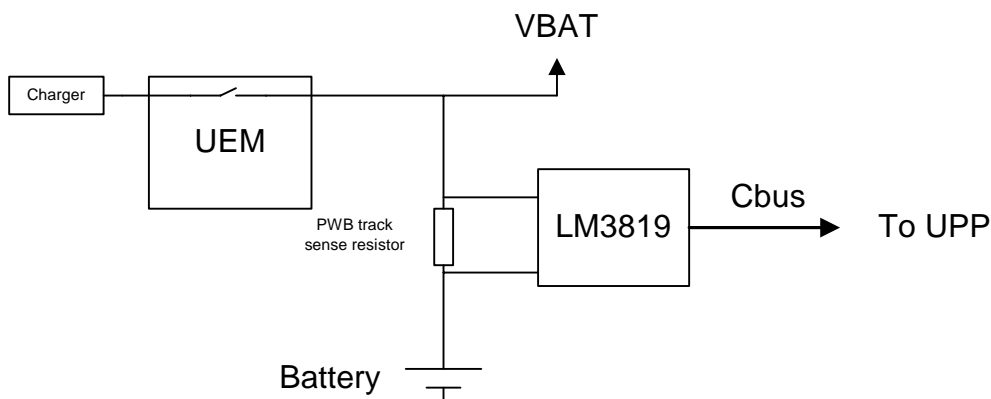 VBAT
Charger
UEM
PWB track
sense resistor
LM3819
Cbus
To UPP
Battery